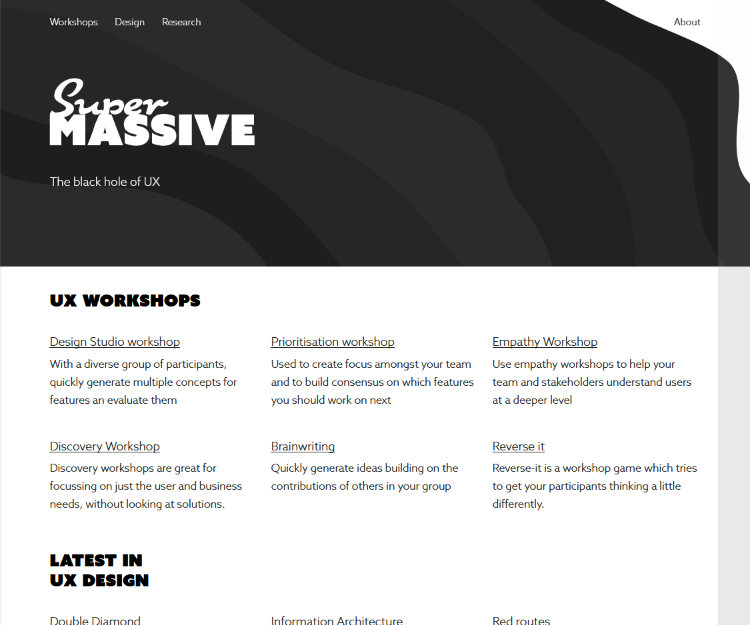 Workshops Design Research About
Super
MASSIVE
The black hole of UX
UX WORKSHOPS
Design Studio workshop
With a diverse group of participants,
quickly generate multiple concepts for
features an evaluate them
Prioritisation workshop
Used to create focus amongst your team
and to build consensus on which features
you should work on next
Empathy Workshop
Use empathy workshops to help your
team and stakeholders understand users
at a deeper level
Discovery Workshop
Discovery workshops are great for
focussing on just the user and business
needs, without looking at solutions.
Brainwriting
Quickly generate ideas building on the
contributions of others in your group
Reverse it
Reverse-it is a workshop game which tries
to get your participants thinking a little
differently.
LATEST IN
UX DESIGN
Double Diamond
Information Architecture
Red routes